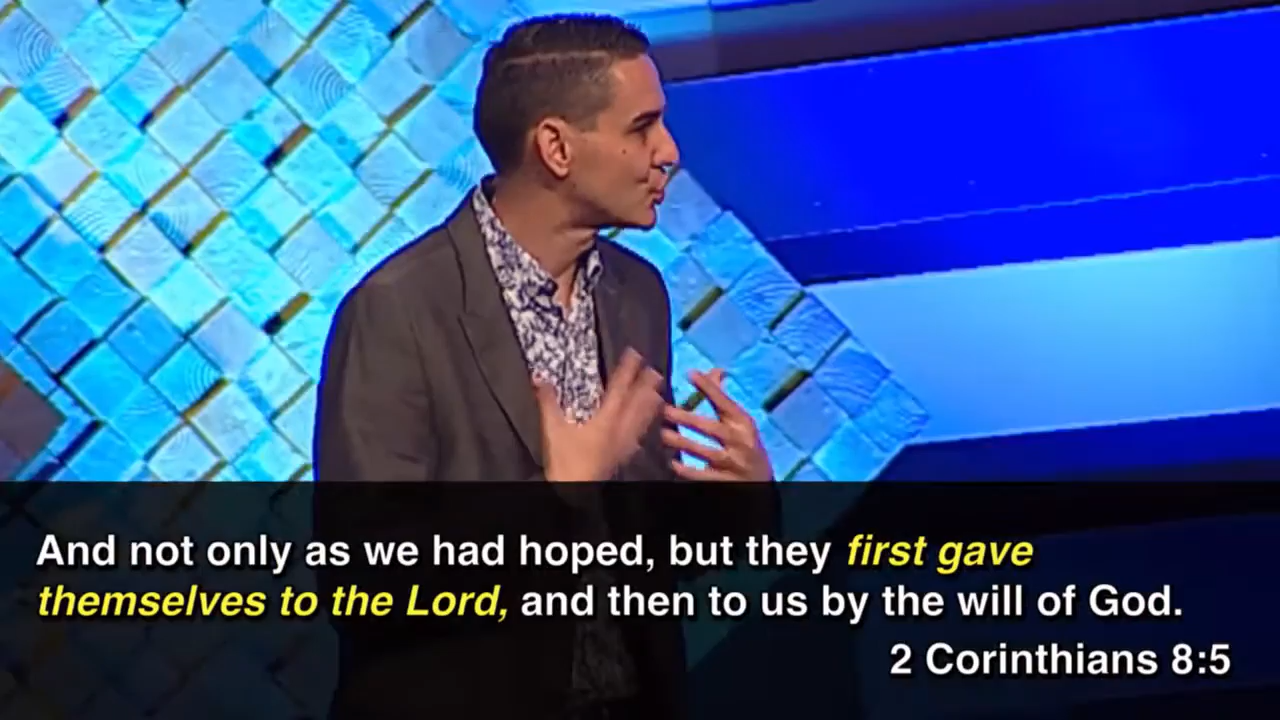 And not only as we had hoped, but they first gave
themselves to the Lord, and then to us by the will of God.
2 Corinthians 8:5